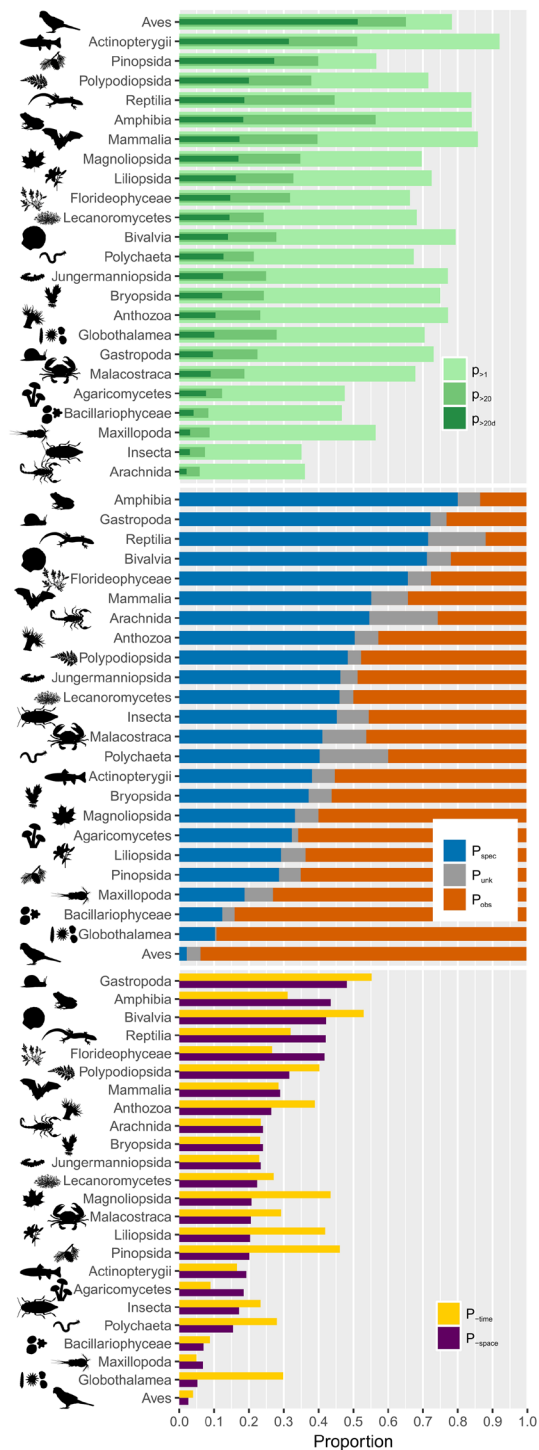 Aves
Actinopterygii
Pinopsida
Polypodiopsida
Reptilia
Amphibia
Mammalia
Magnoliopsida
Liliopsida
Florideophyceae
Lecanoromycetes
Bivalvia
Polychaeta
Jungermanniopsida
Bryopsida
Anthozoa
Globothalamea
Gastropoda
Malacostraca
Agaricomycetes
Bacillariophyceae
Maxillopoda
Insecta
Arachnida
p>1
p>20
p>20d
Amphibia
Gastropoda
Reptilia
Bivalvia
Florideophyceae
Mammalia
Arachnida
Anthozoa
Polypodiopsida
Jungermanniopsida
Lecanoromycetes
Insecta
Malacostraca
Polychaeta
Actinopterygii
Bryopsida
Magnoliopsida
Agaricomycetes
Liliopsida
Pinopsida
Maxillopoda
Bacillariophyceae
Globothalamea
Aves
Pspec
Punk
Pobs
Gastropoda
Amphibia
Bivalvia
Reptilia
Florideophyceae
Polypodiopsida
Mammalia
Anthozoa
Arachnida
Bryopsida
Jungermanniopsida
Lecanoromycetes
Magnoliopsida
Malacostraca
Liliopsida
Pinopsida
Actinopterygii
Agaricomycetes
Insecta
Polychaeta
Bacillariophyceae
Maxillopoda
Globothalamea
Aves
P¬time
P¬space
0.0 0.1 0.2 0.3 0.4 0.5 0.6 0.7 0.8 0.9 1.0
Proportion